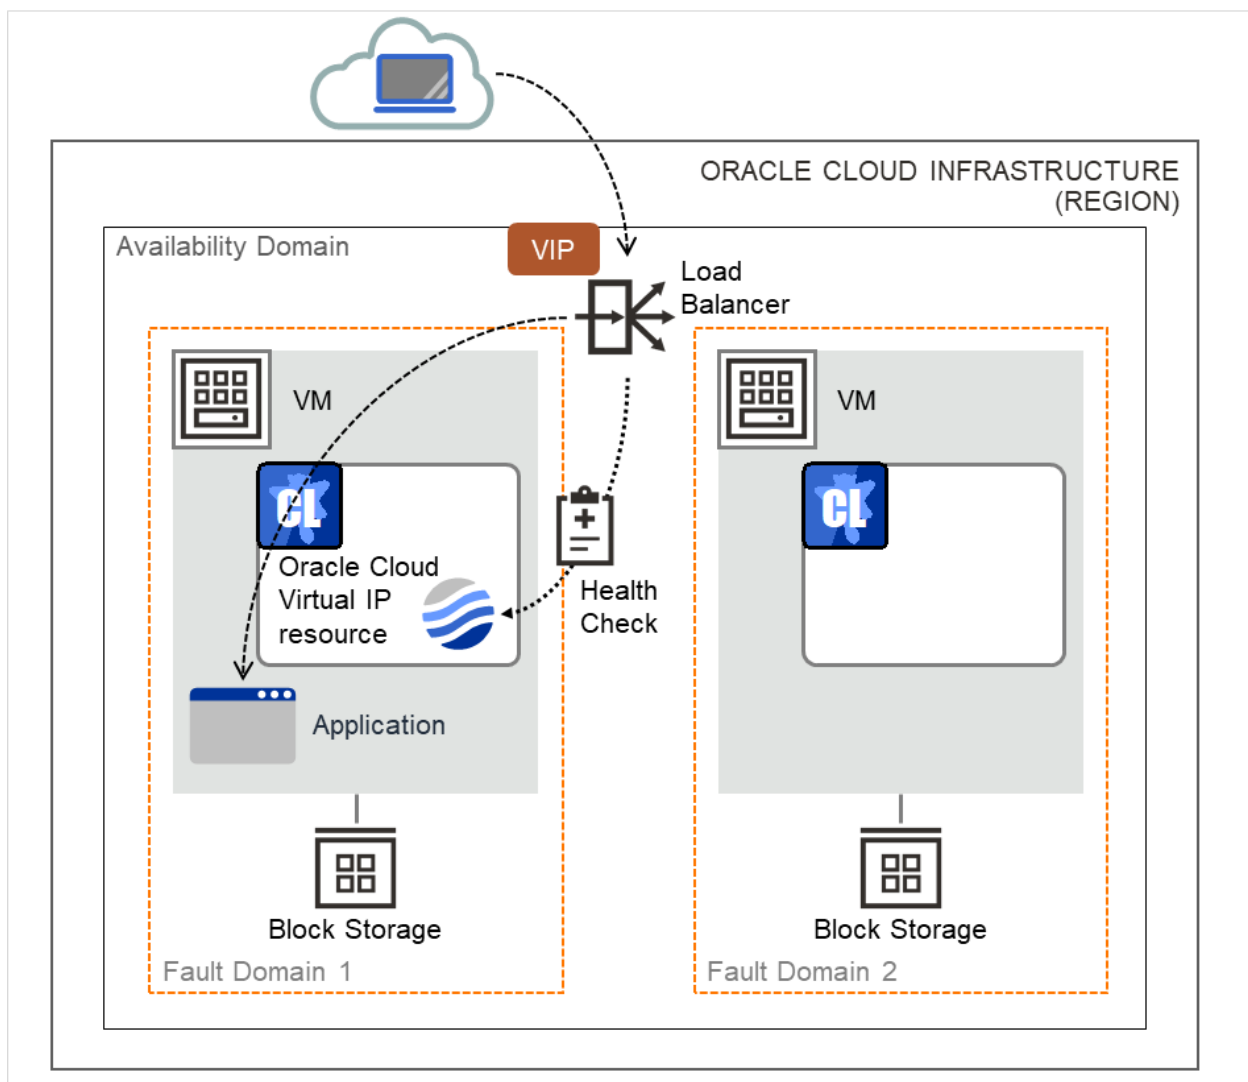 ORACLE CLOUD INFRASTRUCTURE
(REGION)
Availability Domain
VIP
Load
Balancer
VM
CL
Oracle Cloud
Virtual IP
resource
Health
Check
Application
Block Storage
Fault Domain 1
VM
CL
Block Storage
Fault Domain 2